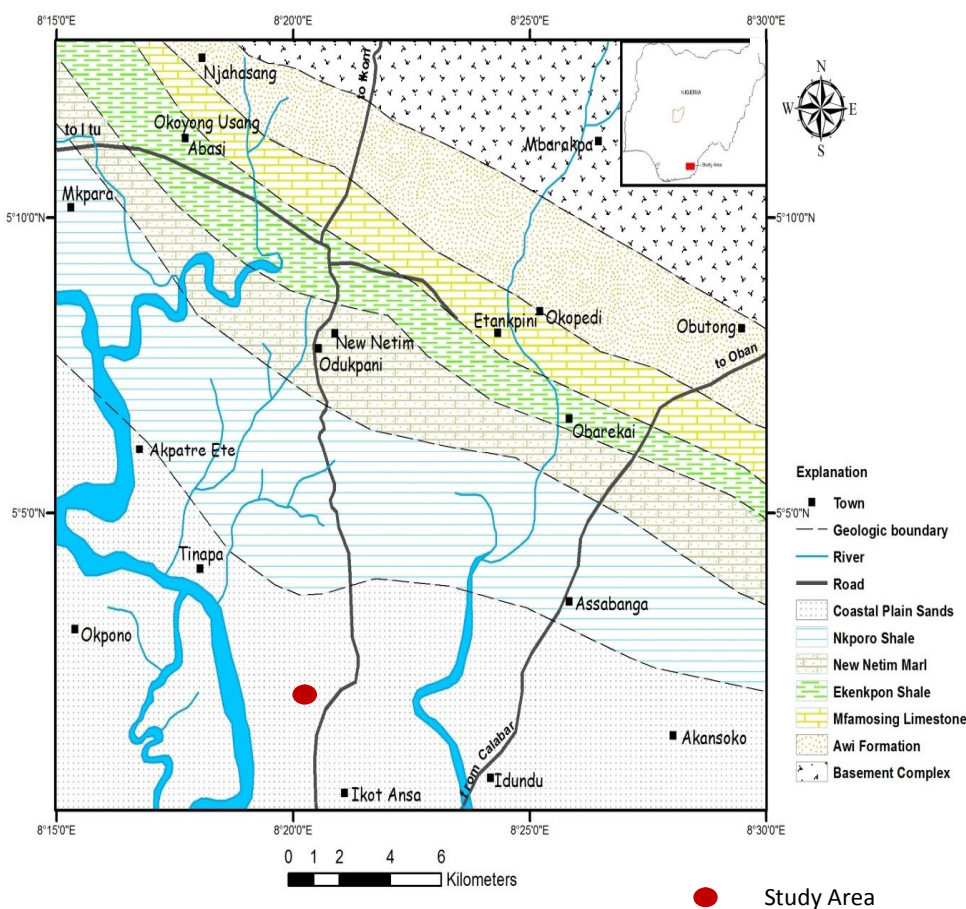 8°15'0"E
8°20'0"E
8°25'0"E
8°30'0"E
Njahasang
to Ikom
NIGERIA
Study Area
N
W
E
S
to I tu
Okoyong Usang
Abasi
Mbarakpa
Mkpara
5°10'0"N
5°10'0"N
Etankpini
Okopedi
Obutong
New Netim
Odukpani
to Oban
Obarekai
Akpatre Ete
5°5'0"N
5°5'0"N
Tinapa
Assabanga
Okpono
Akansoko
from Calabar
Ikot Ansa
Idundu
8°15'0"E
8°20'0"E
8°25'0"E
8°30'0"E
Explanation
Town
Geologic boundary
River
Road
Coastal Plain Sands
Nkporo Shale
New Netim Marl
Ekenkpon Shale
Mfamosing Limestone
Awi Formation
Basement Complex
0 1 2 4 6
Kilometers
Study Area